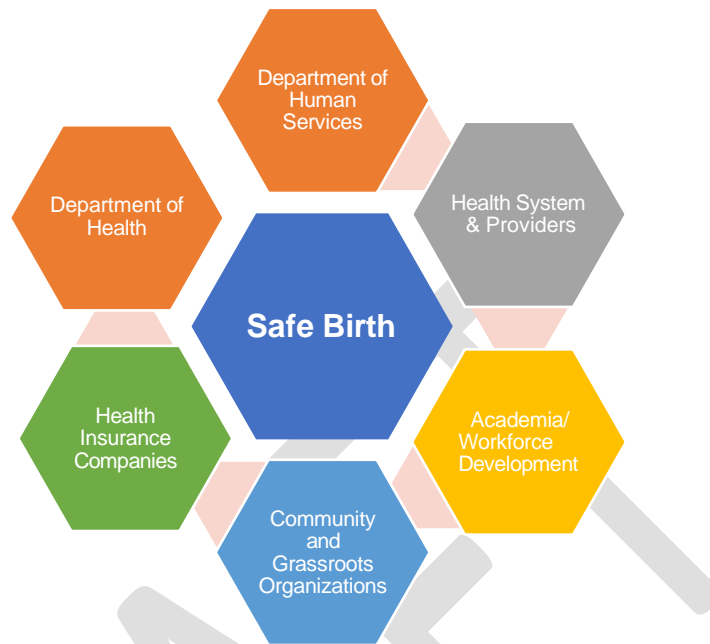 Department of
Human
Services
Department of
Health
Health System
& Providers
Safe Birth
Health
Insurance
Companies
Academia/
Workforce
Development
Community
and
Grassroots
Organizations